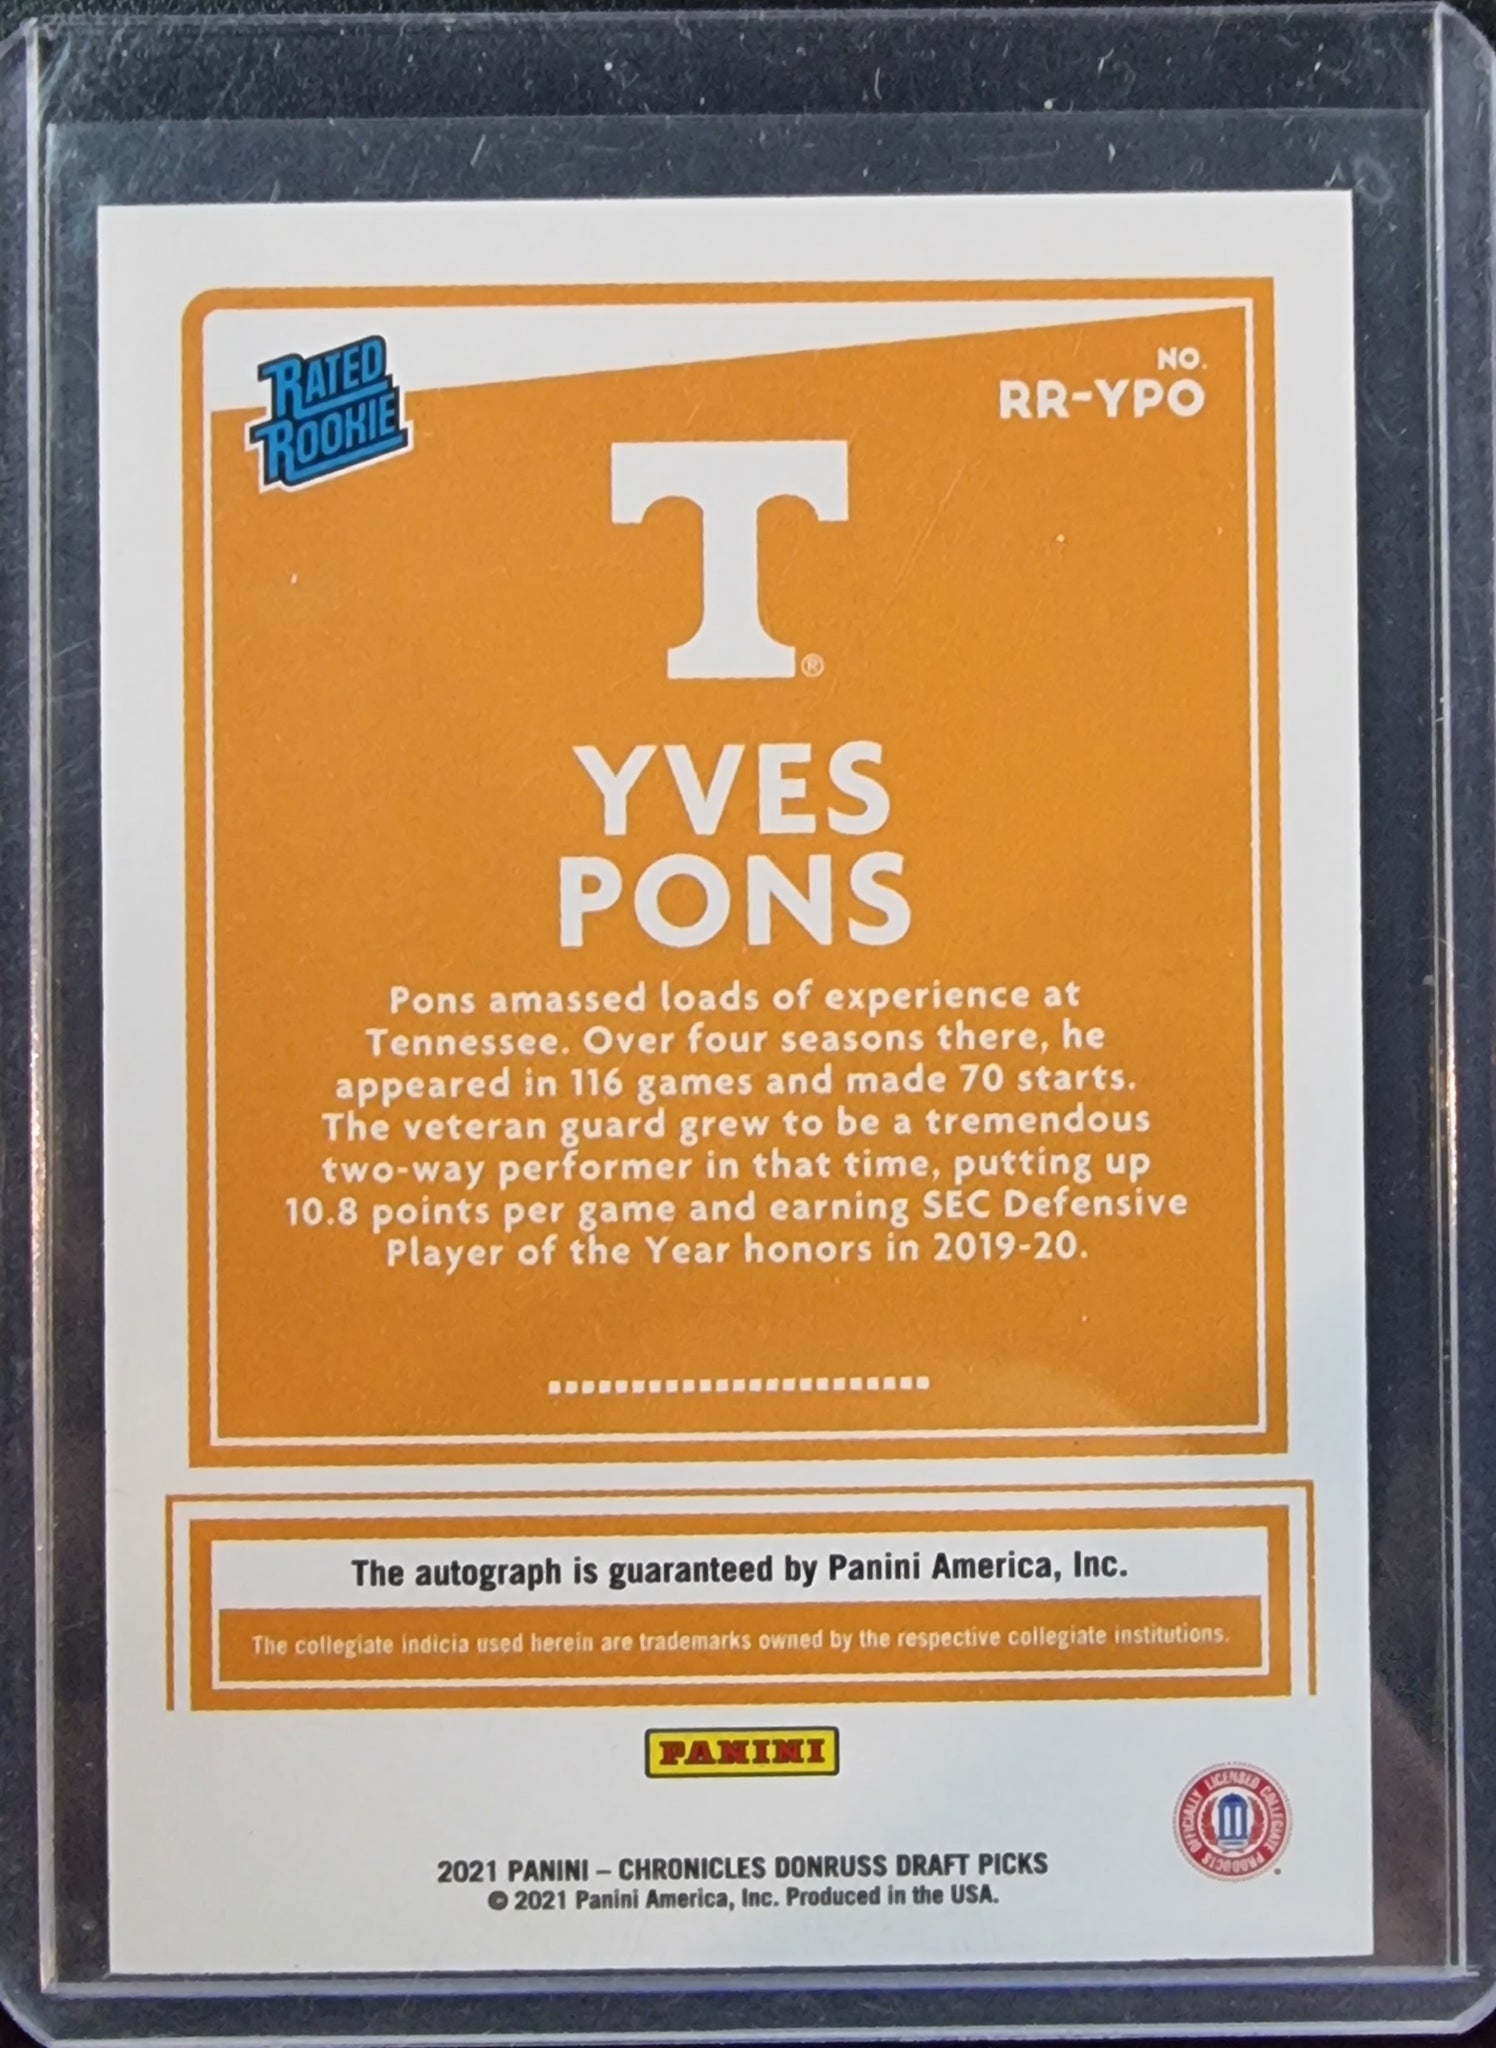 RATED
ROOKIE
NO.
RR-YPO
T®
YVES
PONS
Pons amassed loads of experience at
Tennessee. Over four seasons there, he
appeared in 116 games and made 70 starts.
The veteran guard grew to be a tremendous
two-way performer in that time, putting up
10.8 points per game and earning SEC Defensive
Player of the Year honors in 2019-20.
The autograph is guaranteed by Panini America, Inc.
The collegiate indicia used herein are trademarks owned by the respective collegiate institutions.
PANINI
OFFICIALLY LICENSED COLLEGIATE PRODUCTS
2021 PANINI – CHRONICLES DONRUSS DRAFT PICKS
© 2021 Panini America, Inc. Produced in the USA.